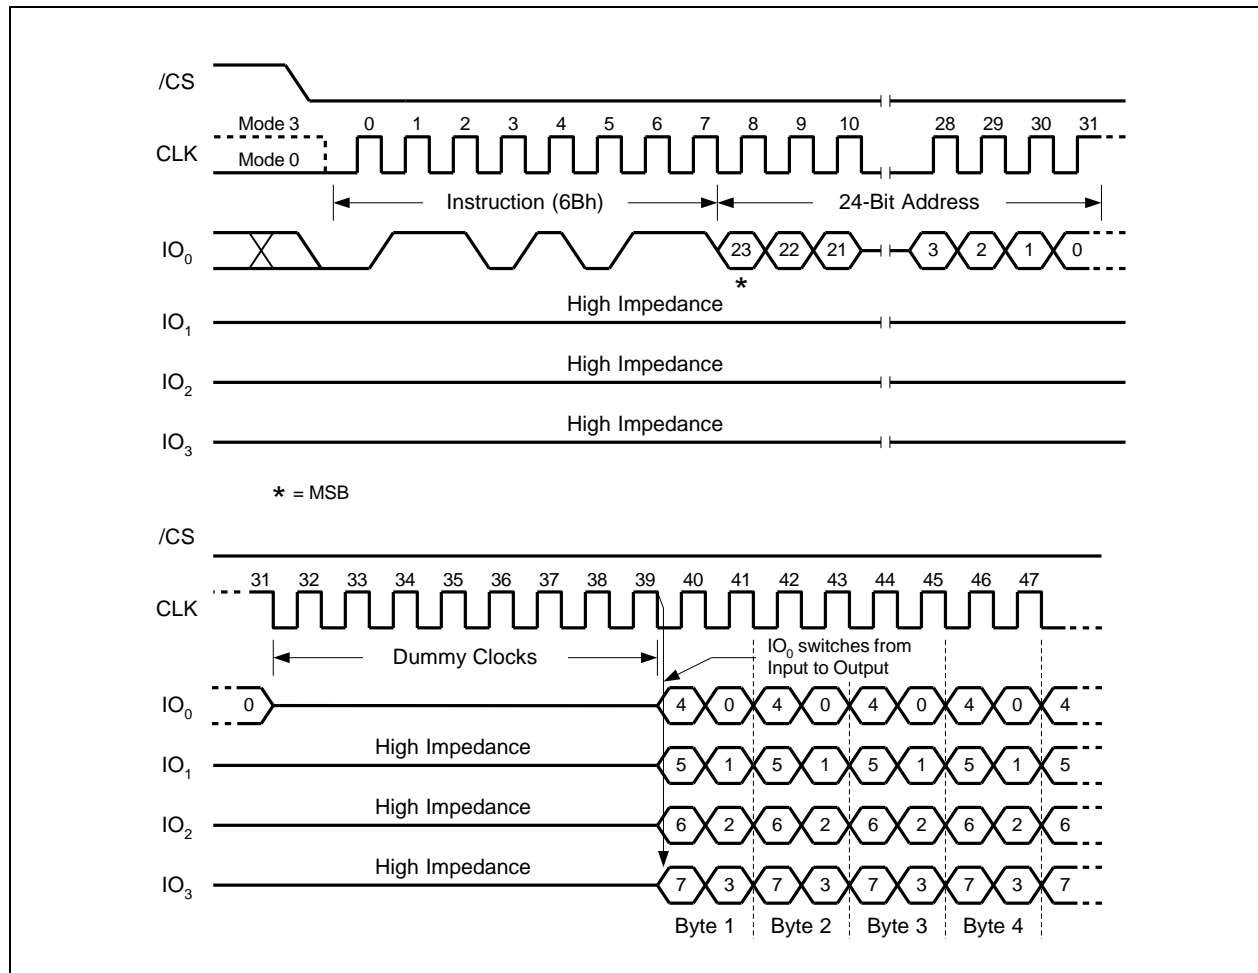 /CS
Mode 3 0 1 2 3 4 5 6 7 8 9 10 28 29 30 31
CLK
Mode 0
Instruction (6Bh) 24-Bit Address
IO0 23 22 21 3 2 1 0
*
High Impedance
IO1
High Impedance
IO2
High Impedance
IO3
* = MSB
/CS
31 32 33 34 35 36 37 38 39 40 41 42 43 44 45 46 47
CLK
IO0 switches from
Dummy Clocks Input to Output
IO0 0 4 0 4 0 4 0 4 0 4
High Impedance
IO1 5 1 5 1 5 1 5 1 5
High Impedance
IO2 6 2 6 2 6 2 6 2 6
High Impedance
IO3 7 3 7 3 7 3 7 3 7
Byte 1 Byte 2 Byte 3 Byte 4